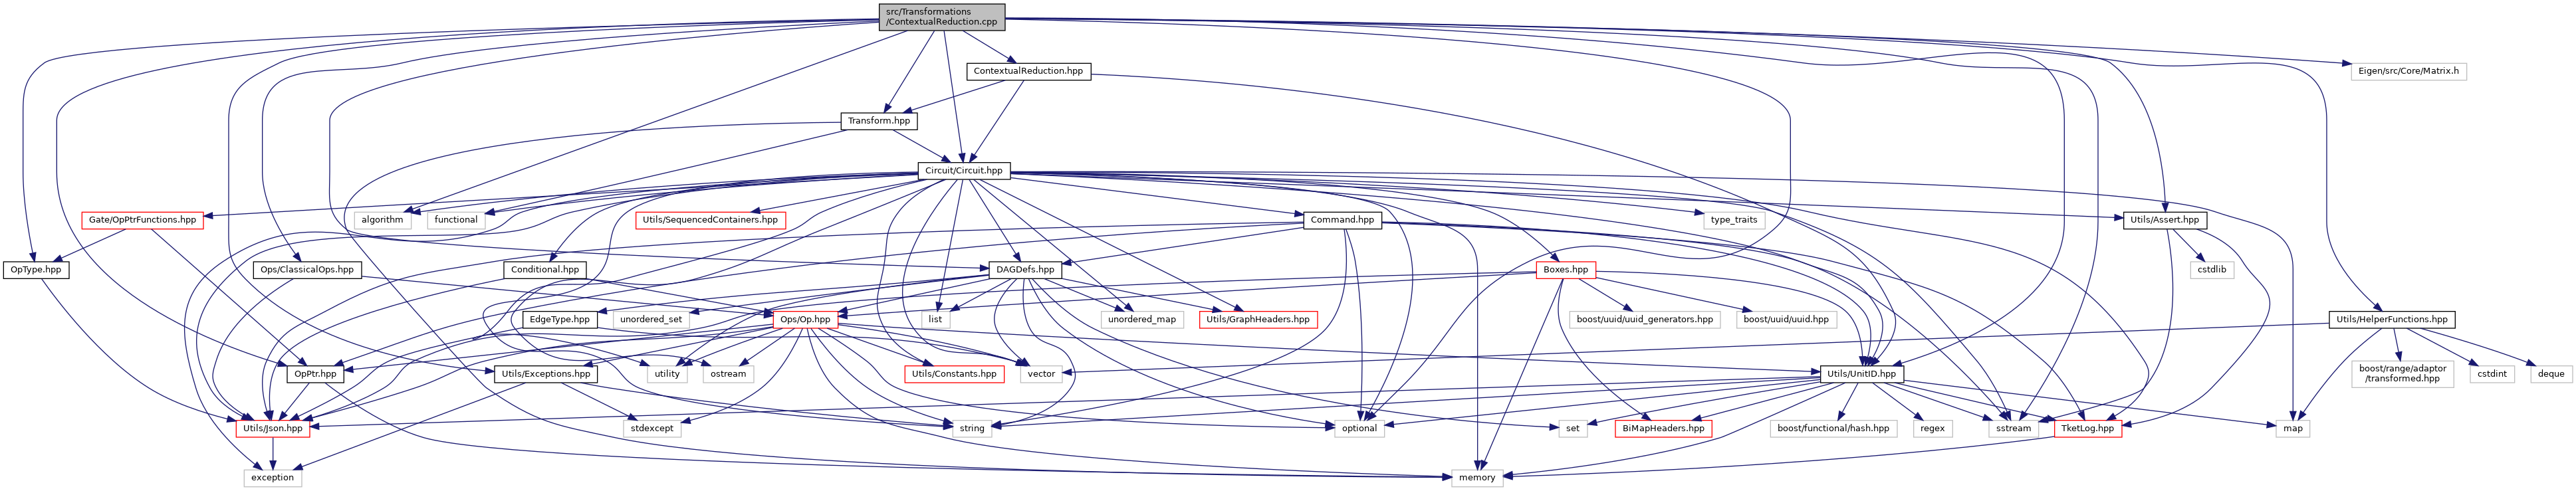 src/Transformations
/ContextualReduction.cpp
ContextualReduction.hpp
Eigen/src/Core/Matrix.h
Transform.hpp
Circuit/Circuit.hpp
Gate/OpPtrFunctions.hpp
algorithm
functional
Utils/SequencedContainers.hpp
Command.hpp
type_traits
Utils/Assert.hpp
OpType.hpp
Ops/ClassicalOps.hpp
Conditional.hpp
DAGDefs.hpp
Boxes.hpp
cstdlib
EdgeType.hpp
unordered_set
Ops/Op.hpp
list
unordered_map
Utils/GraphHeaders.hpp
boost/uuid/uuid_generators.hpp
boost/uuid/uuid.hpp
Utils/HelperFunctions.hpp
OpPtr.hpp
Utils/Exceptions.hpp
utility
ostream
Utils/Constants.hpp
vector
Utils/UnitID.hpp
boost/range/adaptor
/transformed.hpp
cstdint
deque
Utils/Json.hpp
stdexcept
string
optional
set
BiMapHeaders.hpp
boost/functional/hash.hpp
regex
sstream
TketLog.hpp
map
exception
memory